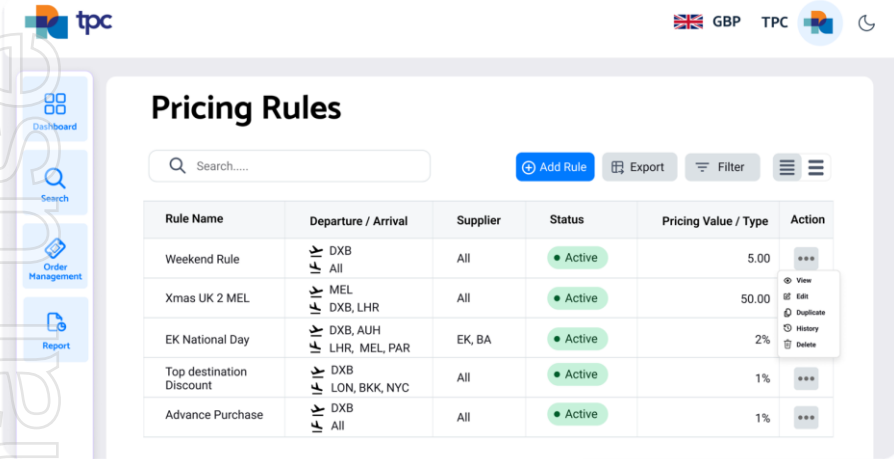 tpc
GBP
TPC
Pricing Rules
Dashboard
Search
Order
Management
Report
Search.....
Add Rule
Export
Filter
Rule Name
Departure / Arrival
Supplier
Status
Pricing Value / Type
Action
Weekend Rule
DXB
All
All
Active
5.00
Xmas UK 2 MEL
MEL
DXB, LHR
All
Active
50.00
EK National Day
DXB, AUH
LHR, MEL, PAR
EK, BA
Active
2%
Top destination
Discount
DXB
LON, BKK, NYC
All
Active
1%
Advance Purchase
DXB
All
All
Active
1%
View
Edit
Duplicate
History
Delete